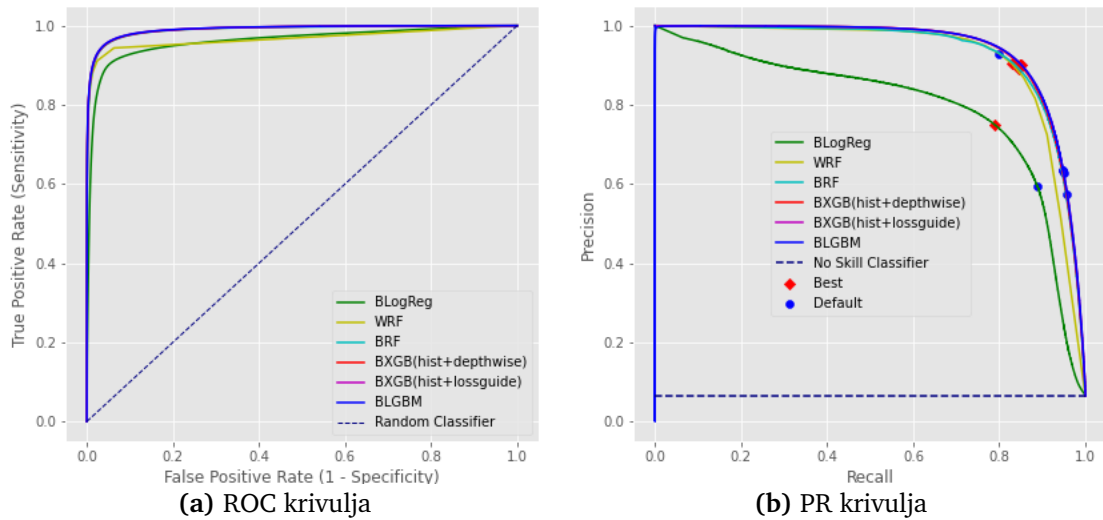 True Positive Rate (Sensitivity)
1.0
0.8
0.6
0.4
0.2
0.0
BLogReg
WRF
BRF
BXGB(hist+depthwise)
BXGB(hist+lossguide)
BLGBM
Random Classifier
0.0 0.2 0.4 0.6 0.8 1.0
False Positive Rate (1 - Specificity)
(a) ROC krivulja
Precision
1.0
0.8
0.6
0.4
0.2
0.0
BLogReg
WRF
BRF
BXGB(hist+depthwise)
BXGB(hist+lossguide)
BLGBM
No Skill Classifier
Best
Default
0.0 0.2 0.4 0.6 0.8 1.0
Recall
(b) PR krivulja